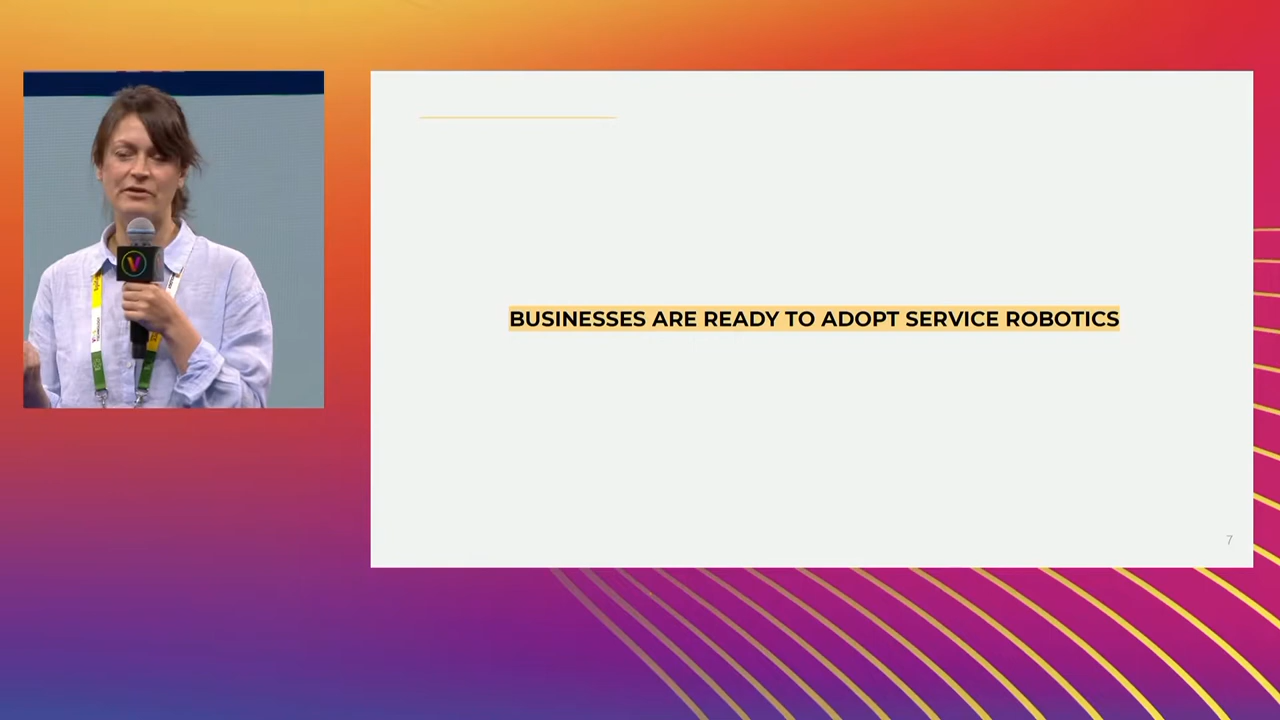 BUSINESSES ARE READY TO ADOPT SERVICE ROBOTICS
7
V